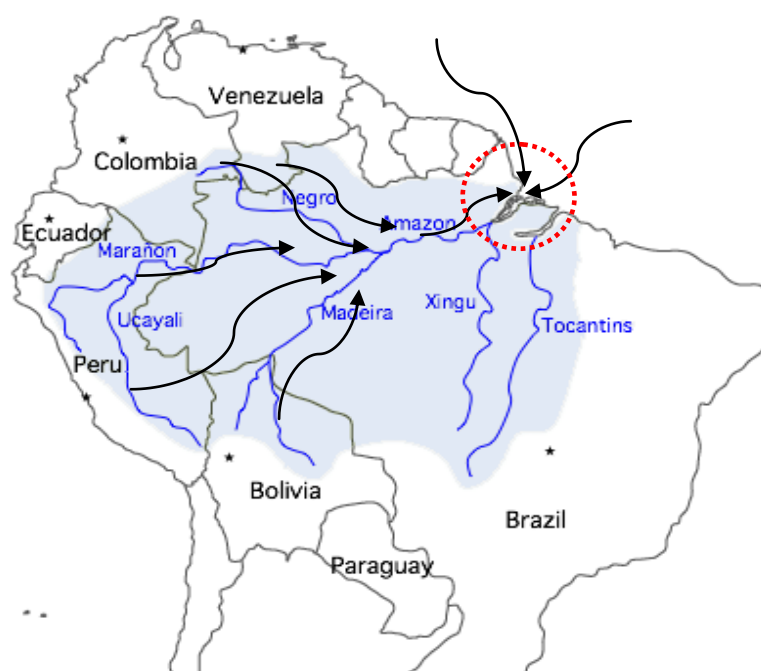 Venezuela
Colombia
Negro
Amazon
Ecuador
Marañon
Ucayali
Madeira
Xingu
Tocantins
Peru
Bolivia
Brazil
Paraguay